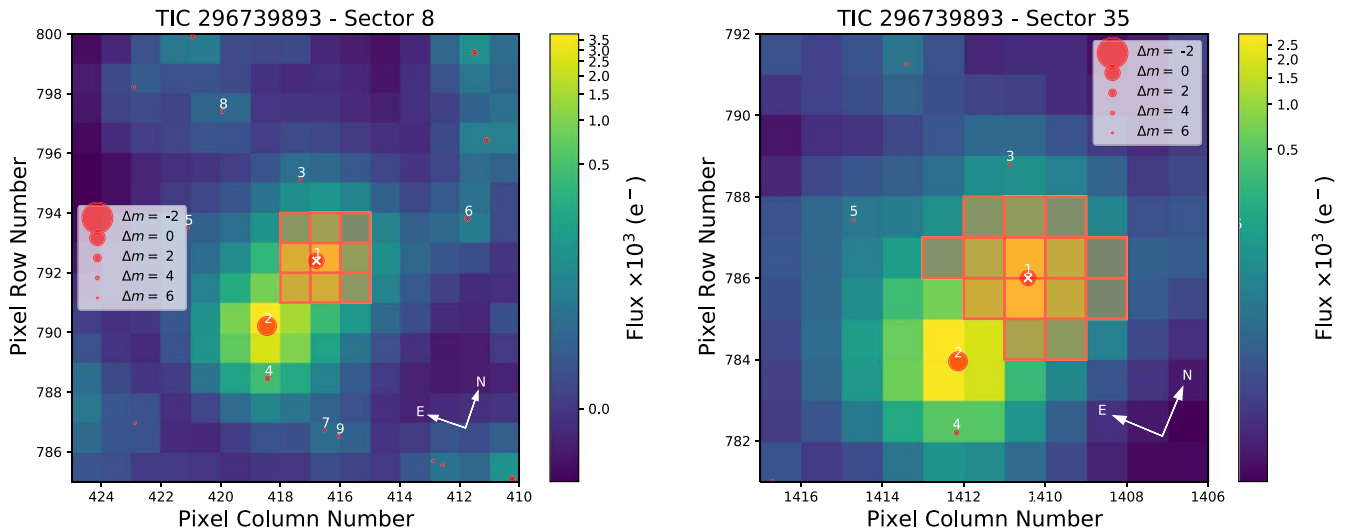 TIC 296739893 - Sector 8
800
798
796
794
792
790
788
786
Pixel Row Number
424
422
420
418
416
414
412
410
Pixel Column Number
Δm = -2
Δm = 0
Δm = 2
Δm = 4
Δm = 6
8
3
5
6
1
2
4
7
9
N
E
3.5
3.0
2.5
2.0
1.5
1.0
0.5
0.0
Flux ×10³ (e⁻)
TIC 296739893 - Sector 35
792
790
788
786
784
782
Pixel Row Number
1416
1414
1412
1410
1408
1406
Pixel Column Number
Δm = -2
Δm = 0
Δm = 2
Δm = 4
Δm = 6
3
5
1
2
4
N
E
2.5
2.0
1.5
1.0
0.5
Flux ×10³ (e⁻)